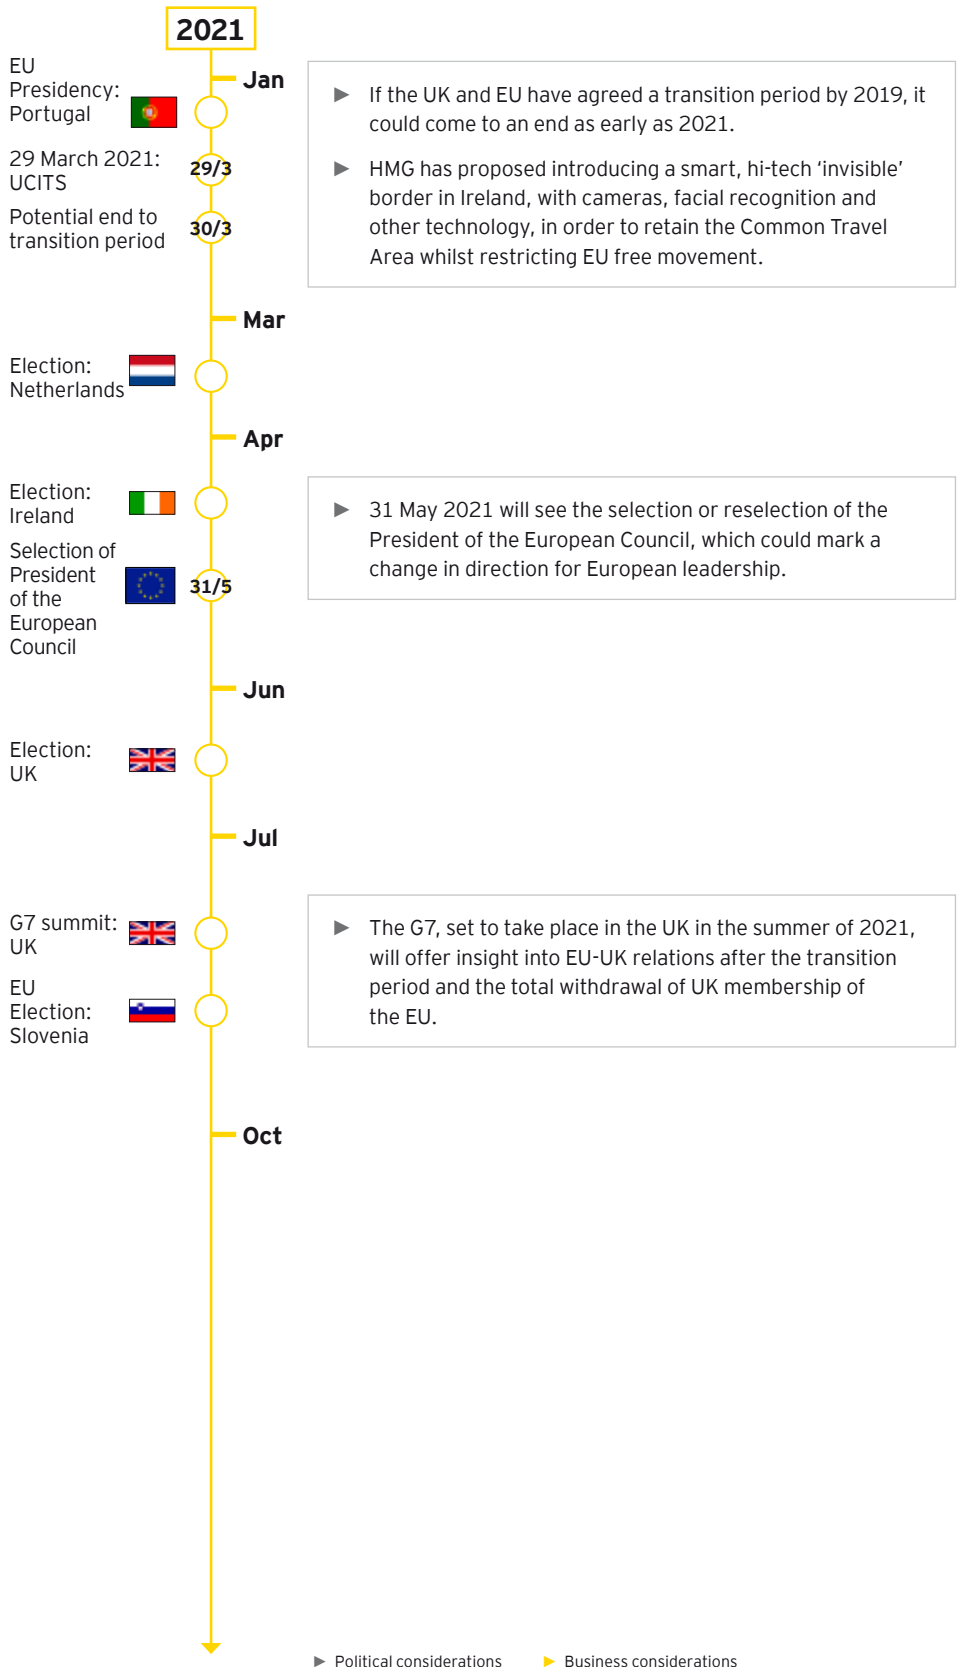 2021
EU
Presidency:
Portugal
Jan
► If the UK and EU have agreed a transition period by 2019, it
could come to an end as early as 2021.
► HMG has proposed introducing a smart, hi-tech ‘invisible’
border in Ireland, with cameras, facial recognition and
other technology, in order to retain the Common Travel
Area whilst restricting EU free movement.
29 March 2021:
UCITS
29/3
Potential end to
transition period
30/3
Mar
Election:
Netherlands
Apr
Election:
Ireland
► 31 May 2021 will see the selection or reselection of the
President of the European Council, which could mark a
change in direction for European leadership.
Selection of
President
of the
European
Council
31/5
Jun
Election:
UK
Jul
G7 summit:
UK
► The G7, set to take place in the UK in the summer of 2021,
will offer insight into EU-UK relations after the transition
period and the total withdrawal of UK membership of
the EU.
EU
Election:
Slovenia
Oct
► Political considerations
► Business considerations